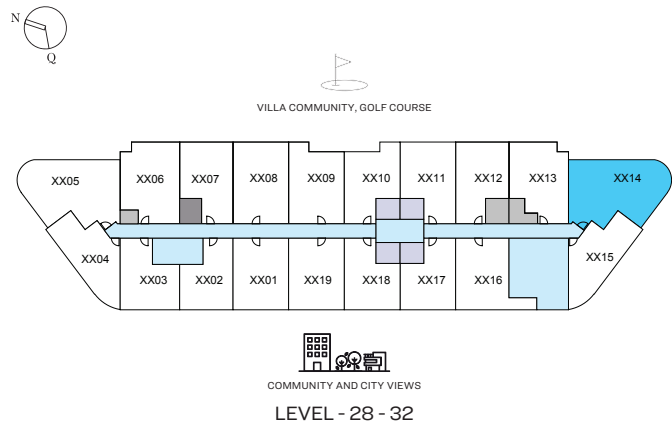 N
Q
VILLA COMMUNITY, GOLF COURSE
XX05
XX06
XX07
XX08
XX09
XX10
XX11
XX12
XX13
XX14
XX04
XX03
XX02
XX01
XX19
XX18
XX17
XX16
XX15
COMMUNITY AND CITY VIEWS
LEVEL - 28 - 32